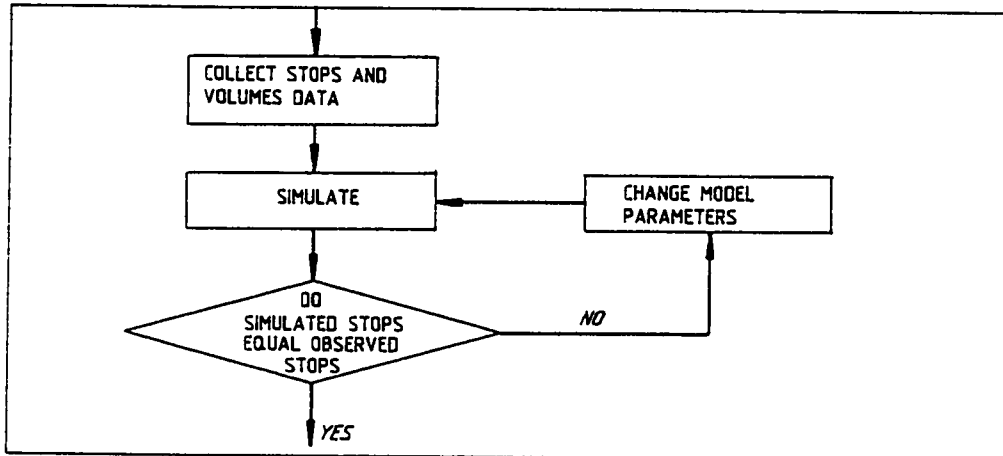 COLLECT STOPS AND
VOLUMES DATA
SIMULATE
CHANGE MODEL
PARAMETERS
DO
SIMULATED STOPS
EQUAL OBSERVED
STOPS
NO
YES